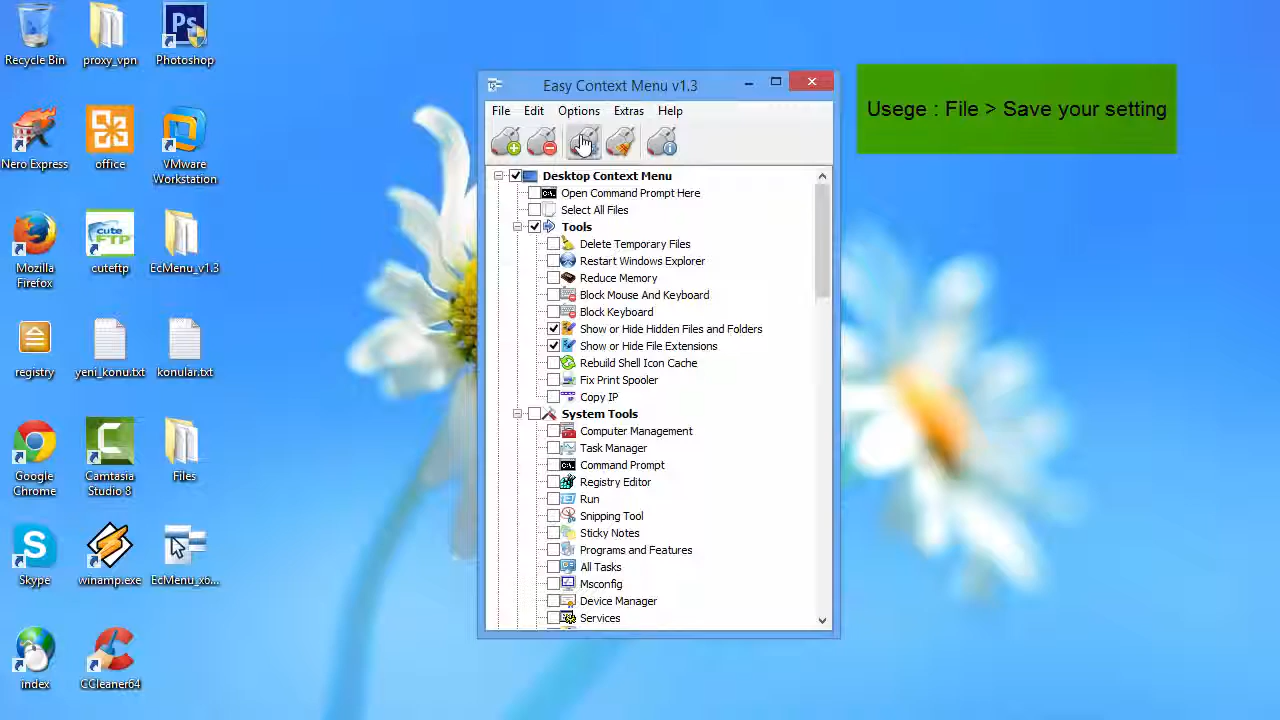 Recycle Bin
proxy_vpn
Photoshop
Ps
Easy Context Menu v1.3
File Edit Options Extras Help
Usege : File > Save your setting
Nero Express
office
VMware
Workstation
Desktop Context Menu
Open Command Prompt Here
Select All Files
Tools
Delete Temporary Files
Restart Windows Explorer
Reduce Memory
Block Mouse And Keyboard
Block Keyboard
Show or Hide Hidden Files and Folders
Show or Hide File Extensions
Rebuild Shell Icon Cache
Fix Print Spooler
Copy IP
System Tools
Computer Management
Task Manager
Command Prompt
Registry Editor
Run
Snipping Tool
Sticky Notes
Programs and Features
All Tasks
Msconfig
Device Manager
Services
Mozilla
Firefox
cute
FTP
cuteftp
EcMenu_v1.3
registry
yeni_konu.txt
konular.txt
Google
Chrome
C
Camtasia
Studio 8
Files
S
Skype
winamp.exe
EcMenu_x6...
index
CCleaner64